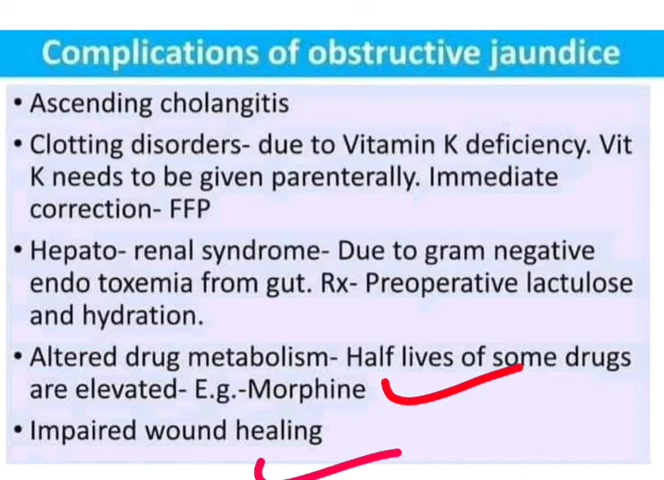 Complications of obstructive jaundice
• Ascending cholangitis
• Clotting disorders- due to Vitamin K deficiency. Vit
K needs to be given parenterally. Immediate
correction- FFP
• Hepato- renal syndrome- Due to gram negative
endo toxemia from gut. Rx- Preoperative lactulose
and hydration.
• Altered drug metabolism- Half lives of some drugs
are elevated- E.g.-Morphine
• Impaired wound healing